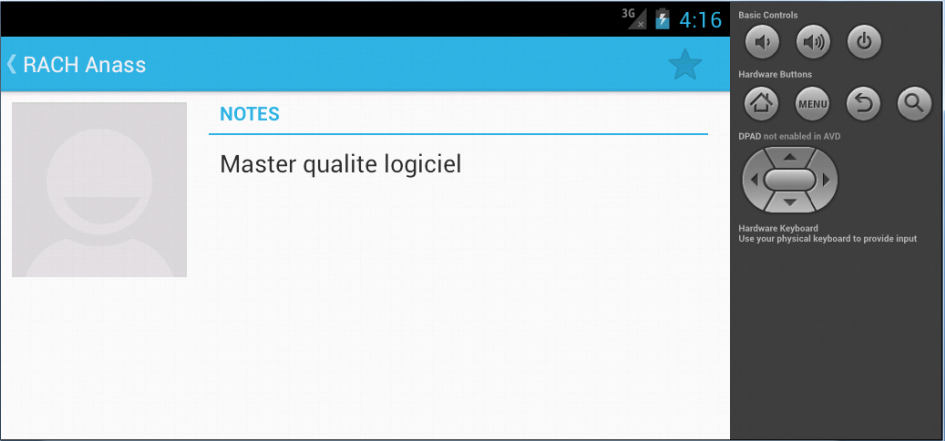 3G
4:16
RACH Anass
NOTES
Master qualite logiciel
Basic Controls
Hardware Buttons
MENU
DPAD not enabled in AVD
Hardware Keyboard
Use your physical keyboard to provide input